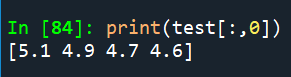 In [84]: print(test[:,0])
[5.1 4.9 4.7 4.6]